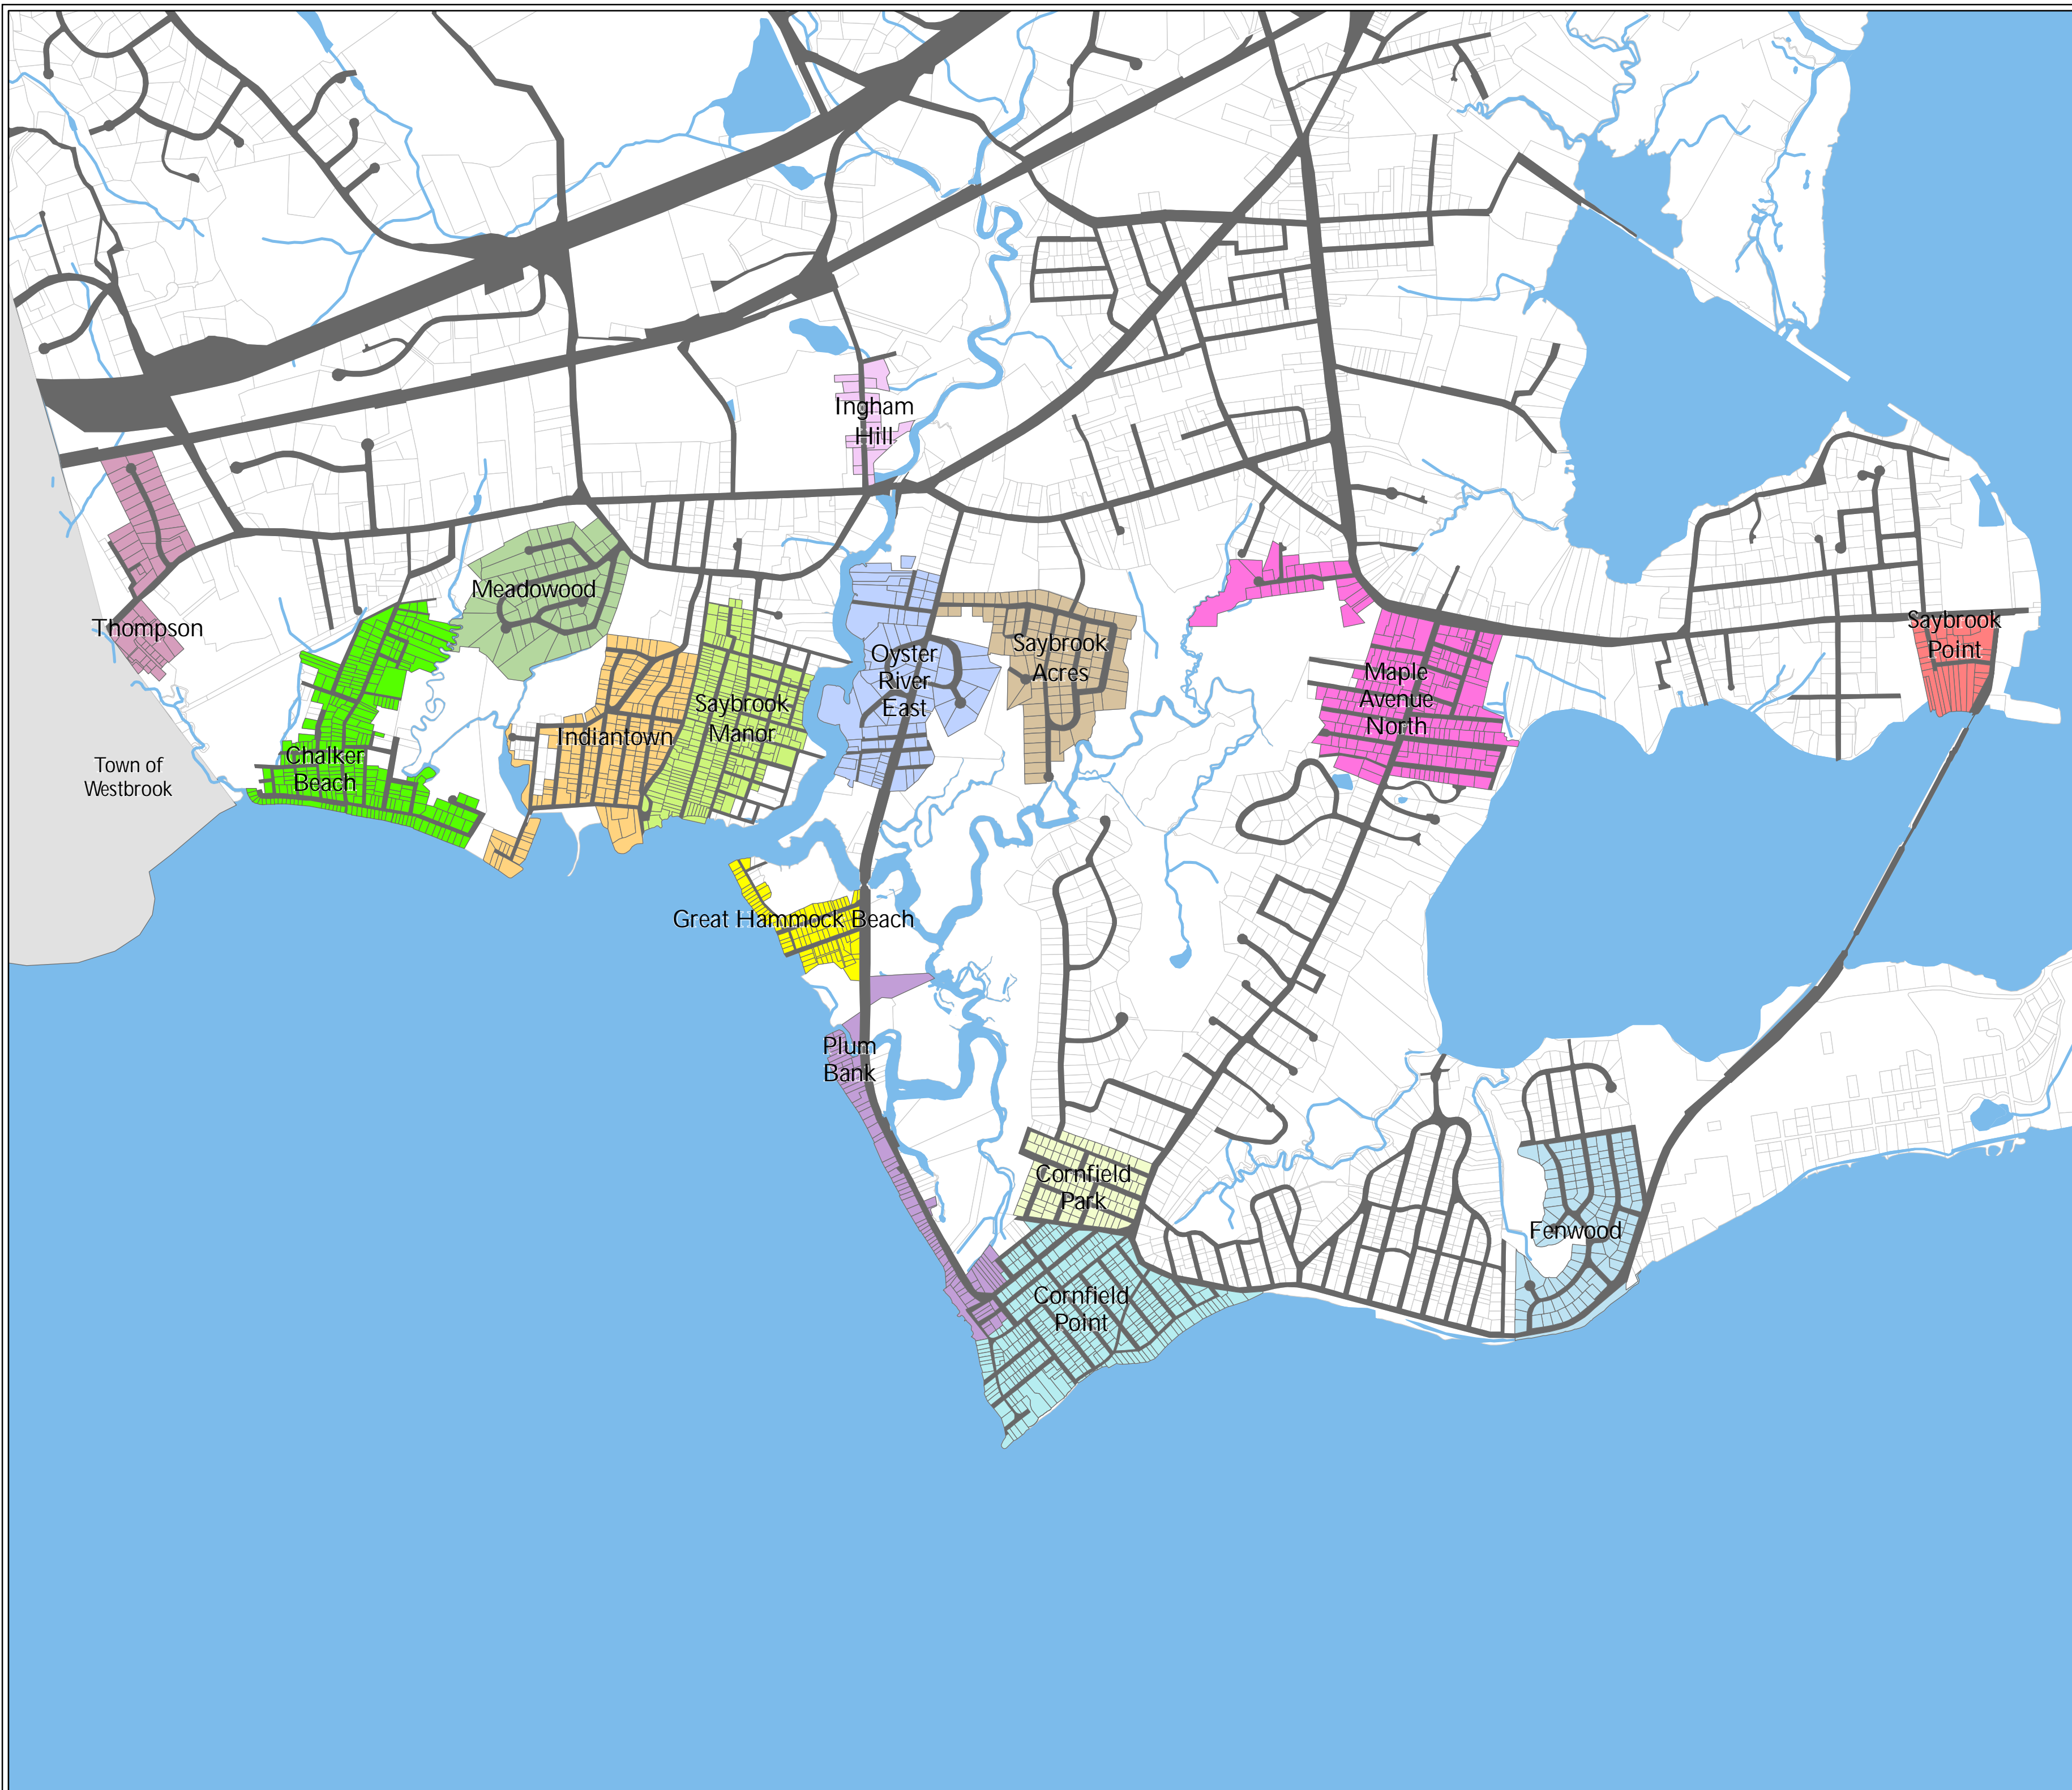 Ingham
Hill
Meadowood
Thompson
Saybrook
Point
Saybrook
Acres
Oyster
River
East
Maple
Avenue
North
Saybrook
Manor
Indiantown
Chalker
Beach
Town of
Westbrook
Great Hammock Beach
Plum
Bank
Cornfield
Park
Fenwood
Cornfield
Point